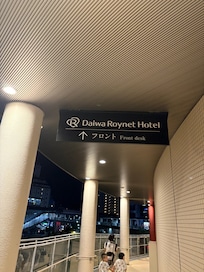 Daiwa Roynet Hotel
↑ フロント Front desk